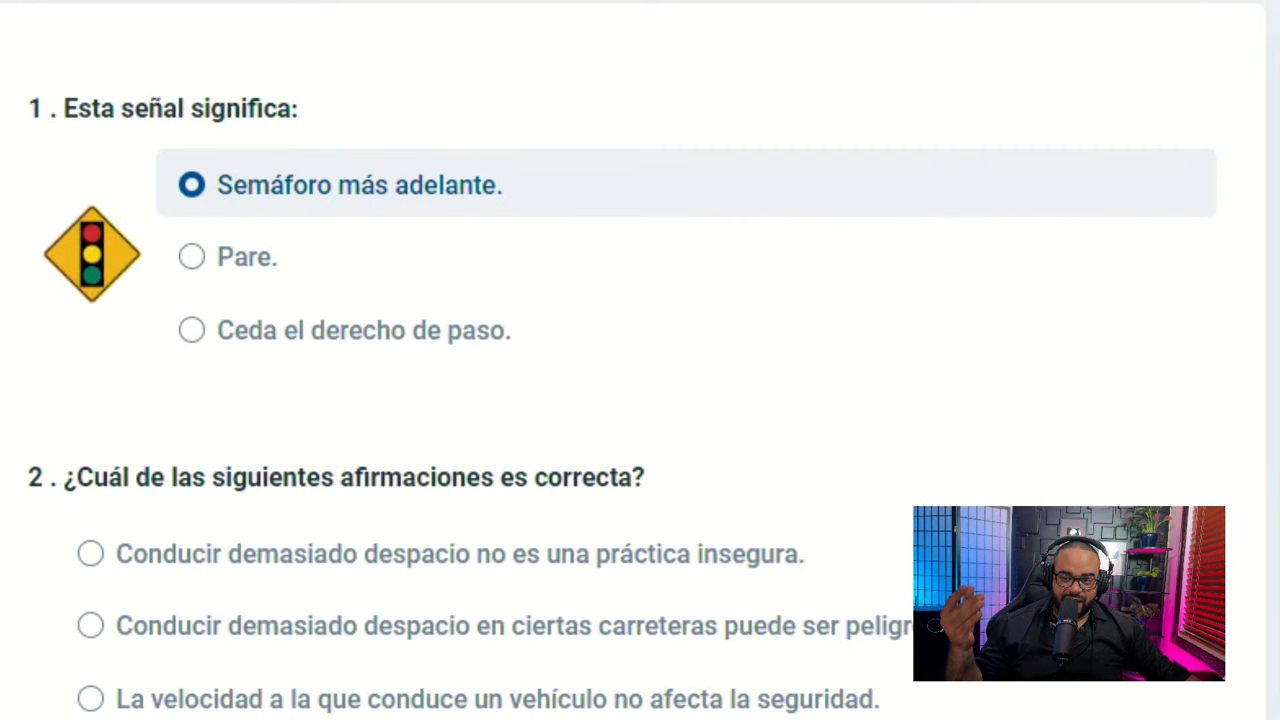 1 . Esta señal significa:
Semáforo más adelante.
Pare.
Ceda el derecho de paso.
2 . ¿Cuál de las siguientes afirmaciones es correcta?
Conducir demasiado despacio no es una práctica insegura.
Conducir demasiado despacio en ciertas carreteras puede ser
La velocidad a la que conduce un vehículo no afecta la seguridad.